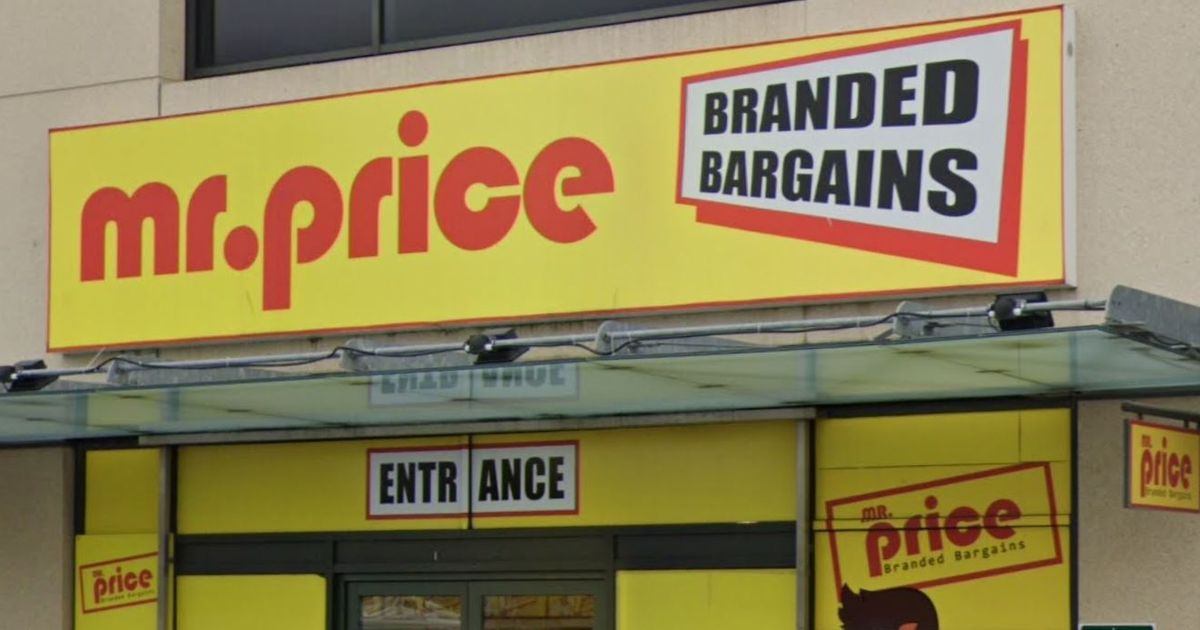 mr.price
BRANDED
BARGAINS
ENTRANCE
MR.
price
Branded Bargains
mr.
price
Branded Bargains
MR.
price
Branded Bargains